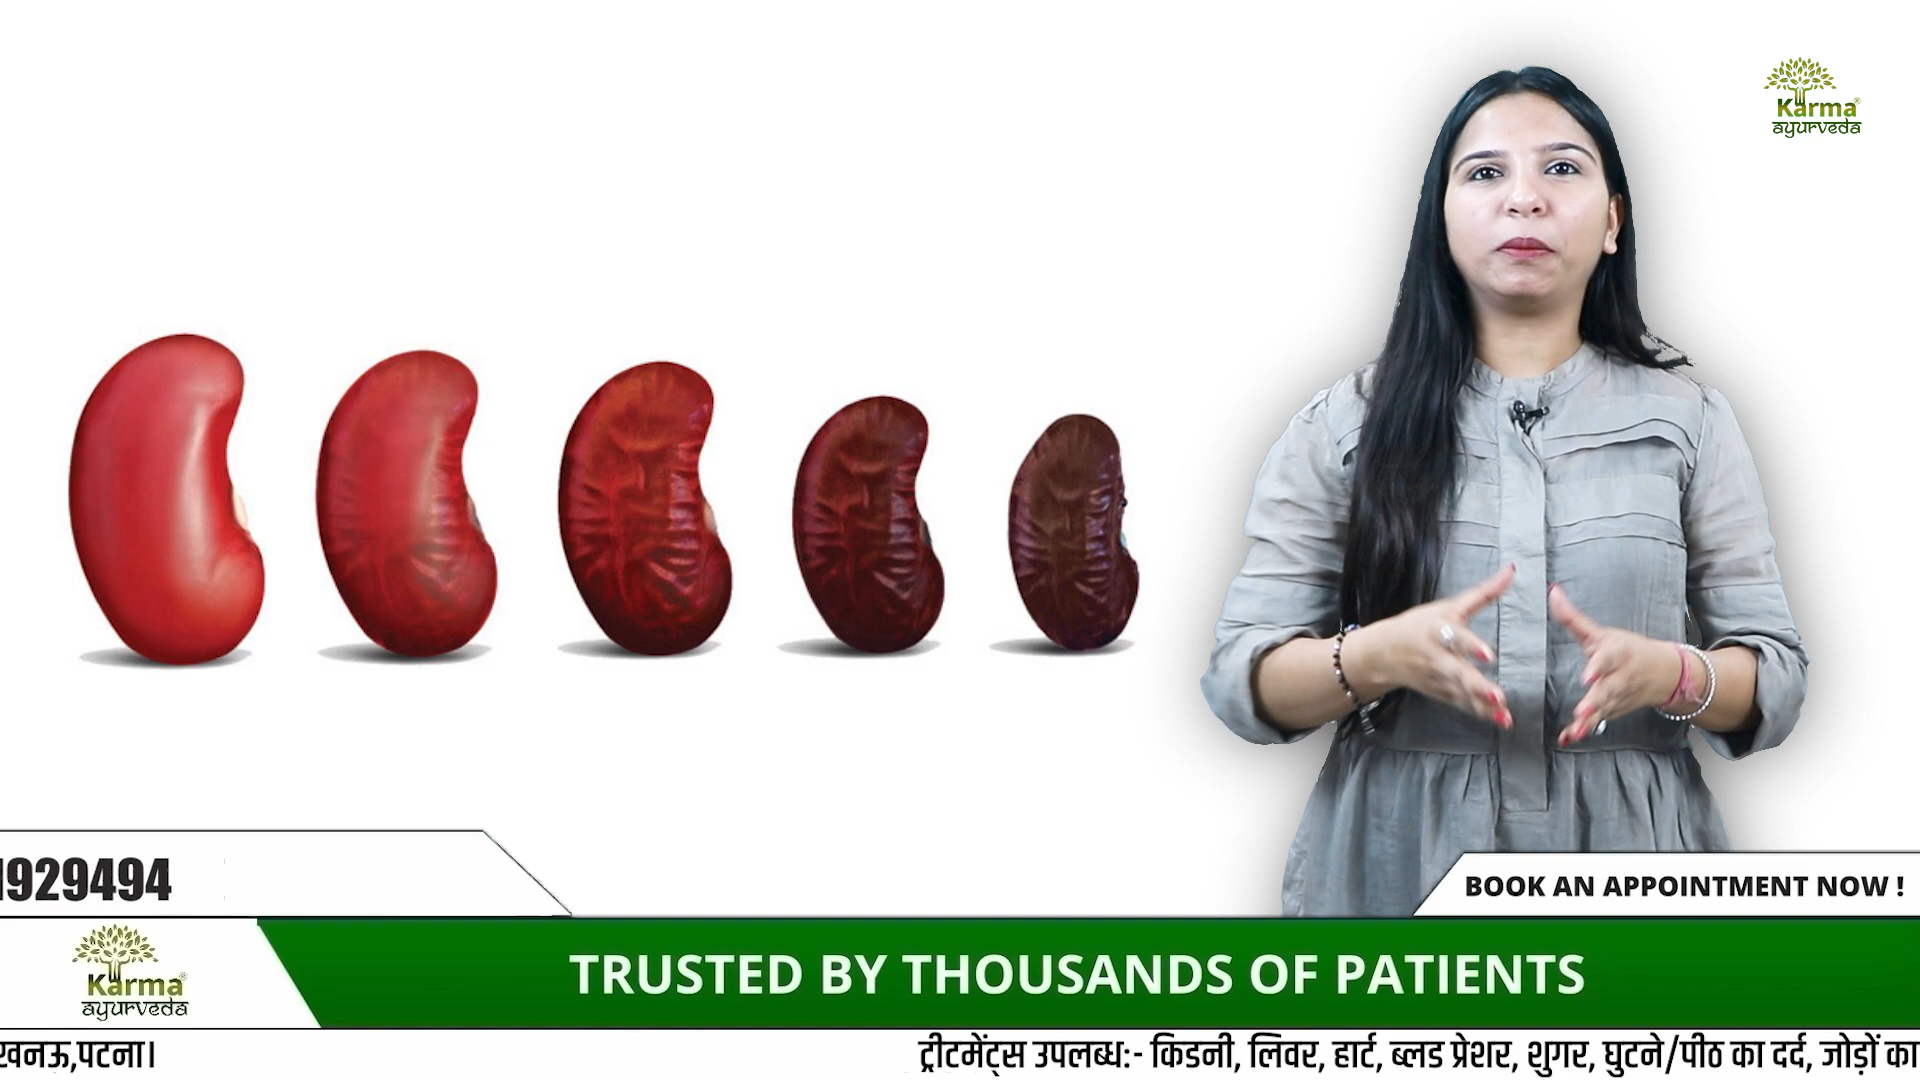 Karma
ayurveda
1929494
BOOK AN APPOINTMENT NOW !
Karma
ayurveda
TRUSTED BY THOUSANDS OF PATIENTS
खनऊ,पटना।
ट्रीटमेंट्स उपलब्ध:- किडनी, लिवर, हार्ट, ब्लड प्रेशर, शुगर, घुटने/पीठ का दर्द, जोड़ों का